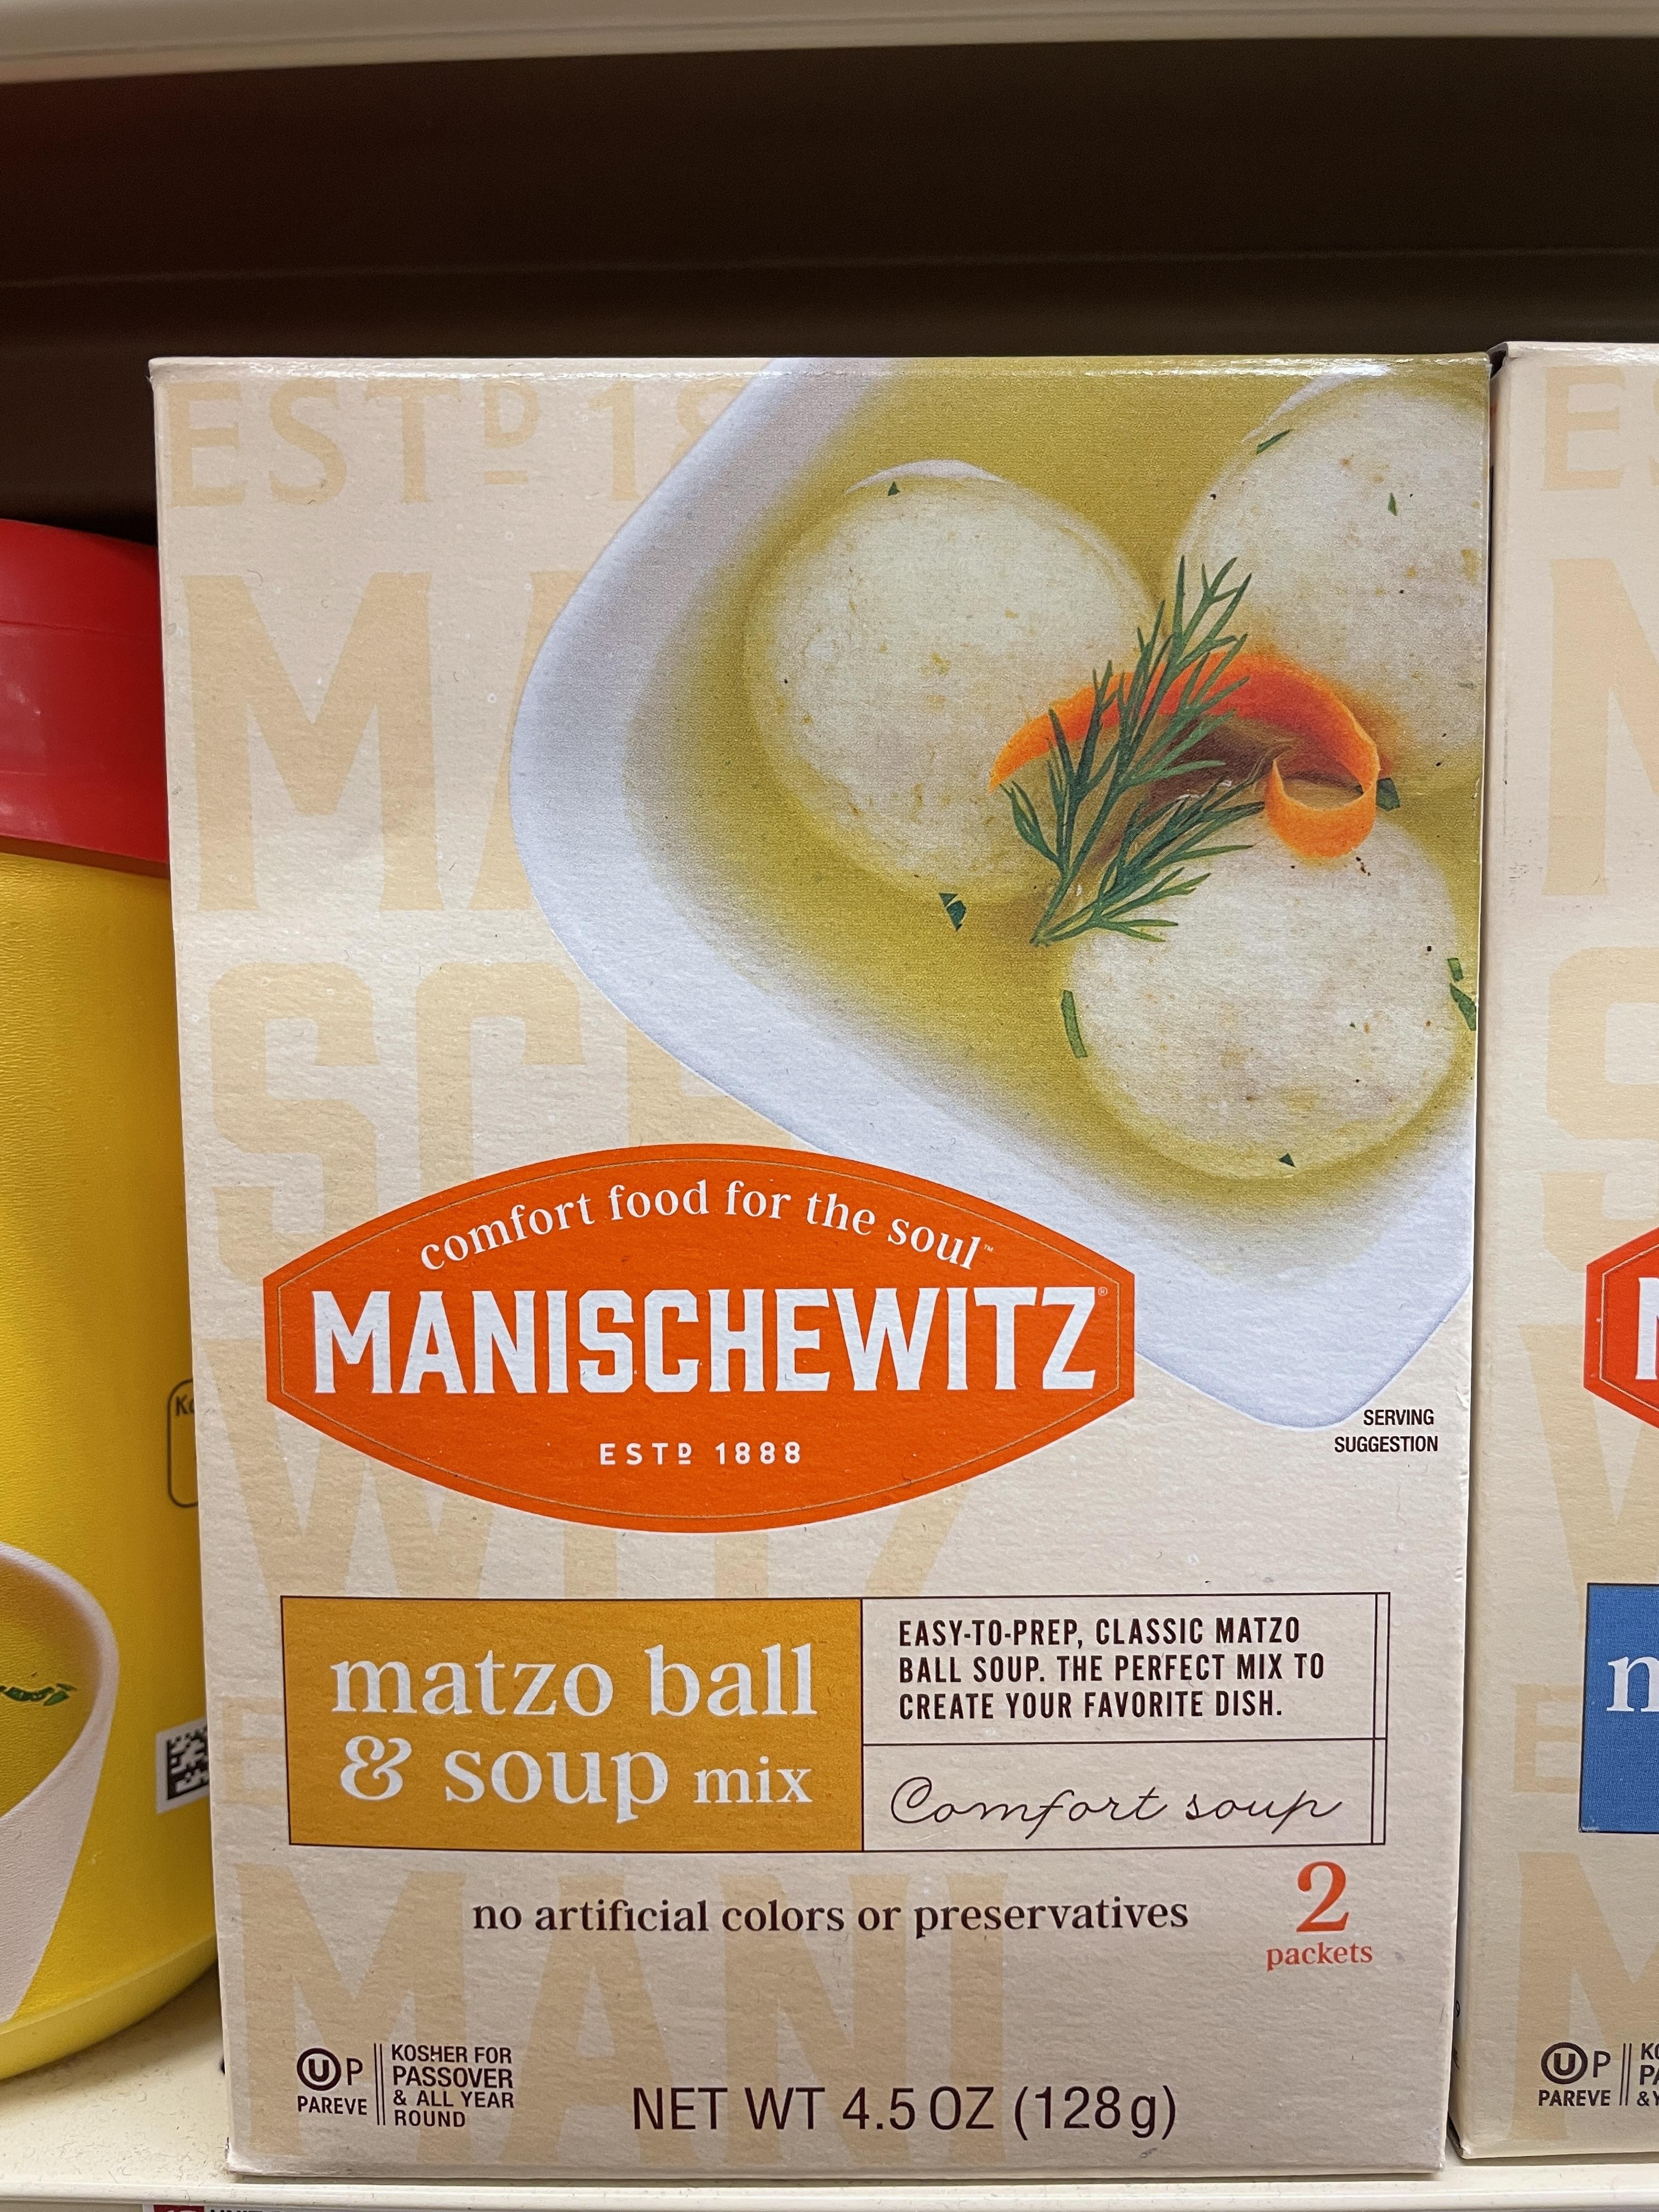 comfort food for the soul™
MANISCHEWITZ®
ESTD 1888
SERVING
SUGGESTION
matzo ball
& soup mix
EASY-TO-PREP, CLASSIC MATZO
BALL SOUP. THE PERFECT MIX TO
CREATE YOUR FAVORITE DISH.
Comfort soup
no artificial colors or preservatives
2
packets
U P
PAREVE
KOSHER FOR
PASSOVER
& ALL YEAR
ROUND
NET WT 4.5 OZ (128g)
U P
PAREVE